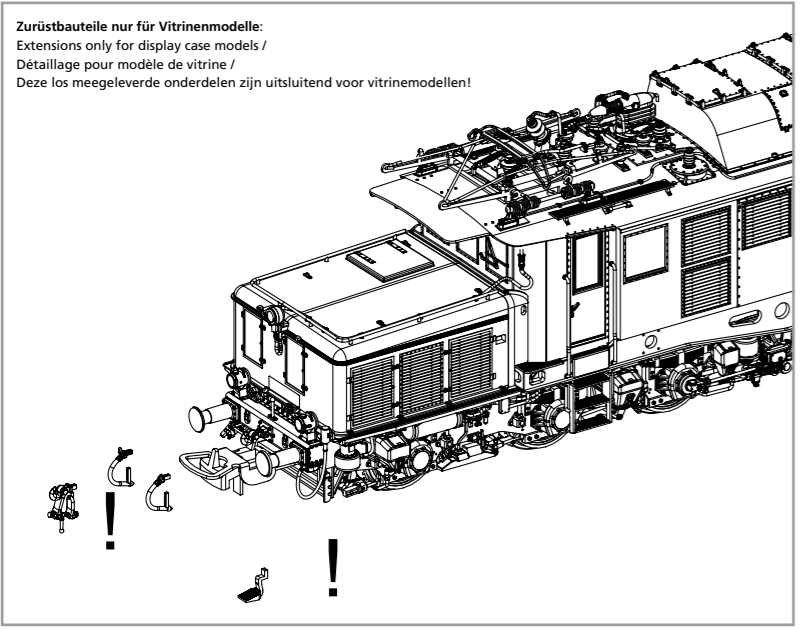 Zurüstbauteile nur für Vitrinenmodelle:
Extensions only for display case models /
Détaillage pour modèle de vitrine /
Deze los meegeleverde onderdelen zijn uitsluitend voor vitrinemodellen!
!
!